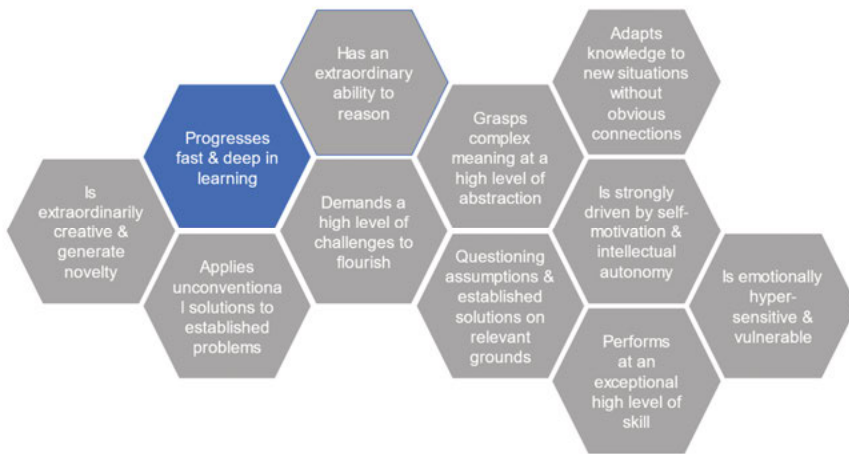 Is
extraordinarily
creative &
generate
novelty
Progresses
fast & deep in
learning
Applies
unconventiona
l solutions to
established
problems
Has an
extraordinary
ability to
reason
Demands a
high level of
challenges to
flourish
Grasps
complex
meaning at a
high level of
abstraction
Questioning
assumptions &
established
solutions on
relevant
grounds
Adapts
knowledge to
new situations
without
obvious
connections
Is strongly
driven by self-
motivation &
intellectual
autonomy
Performs
at an
exceptional
high level of
skill
Is emotionally
hyper-
sensitive &
vulnerable